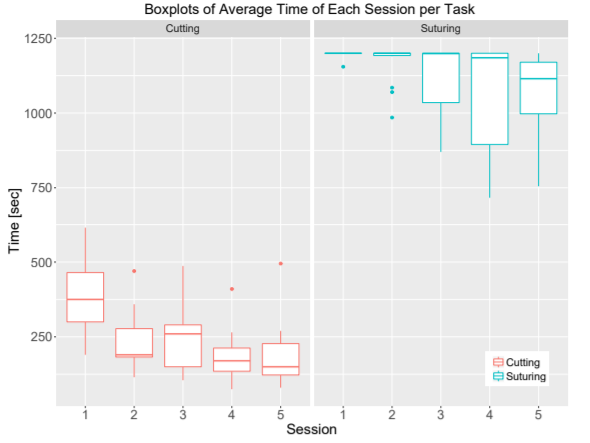 Boxplots of Average Time of Each Session per Task
Cutting
Suturing
1250
1000
750
500
250
Time [sec]
1 2 3 4 5
1 2 3 4 5
Session
Cutting
Suturing